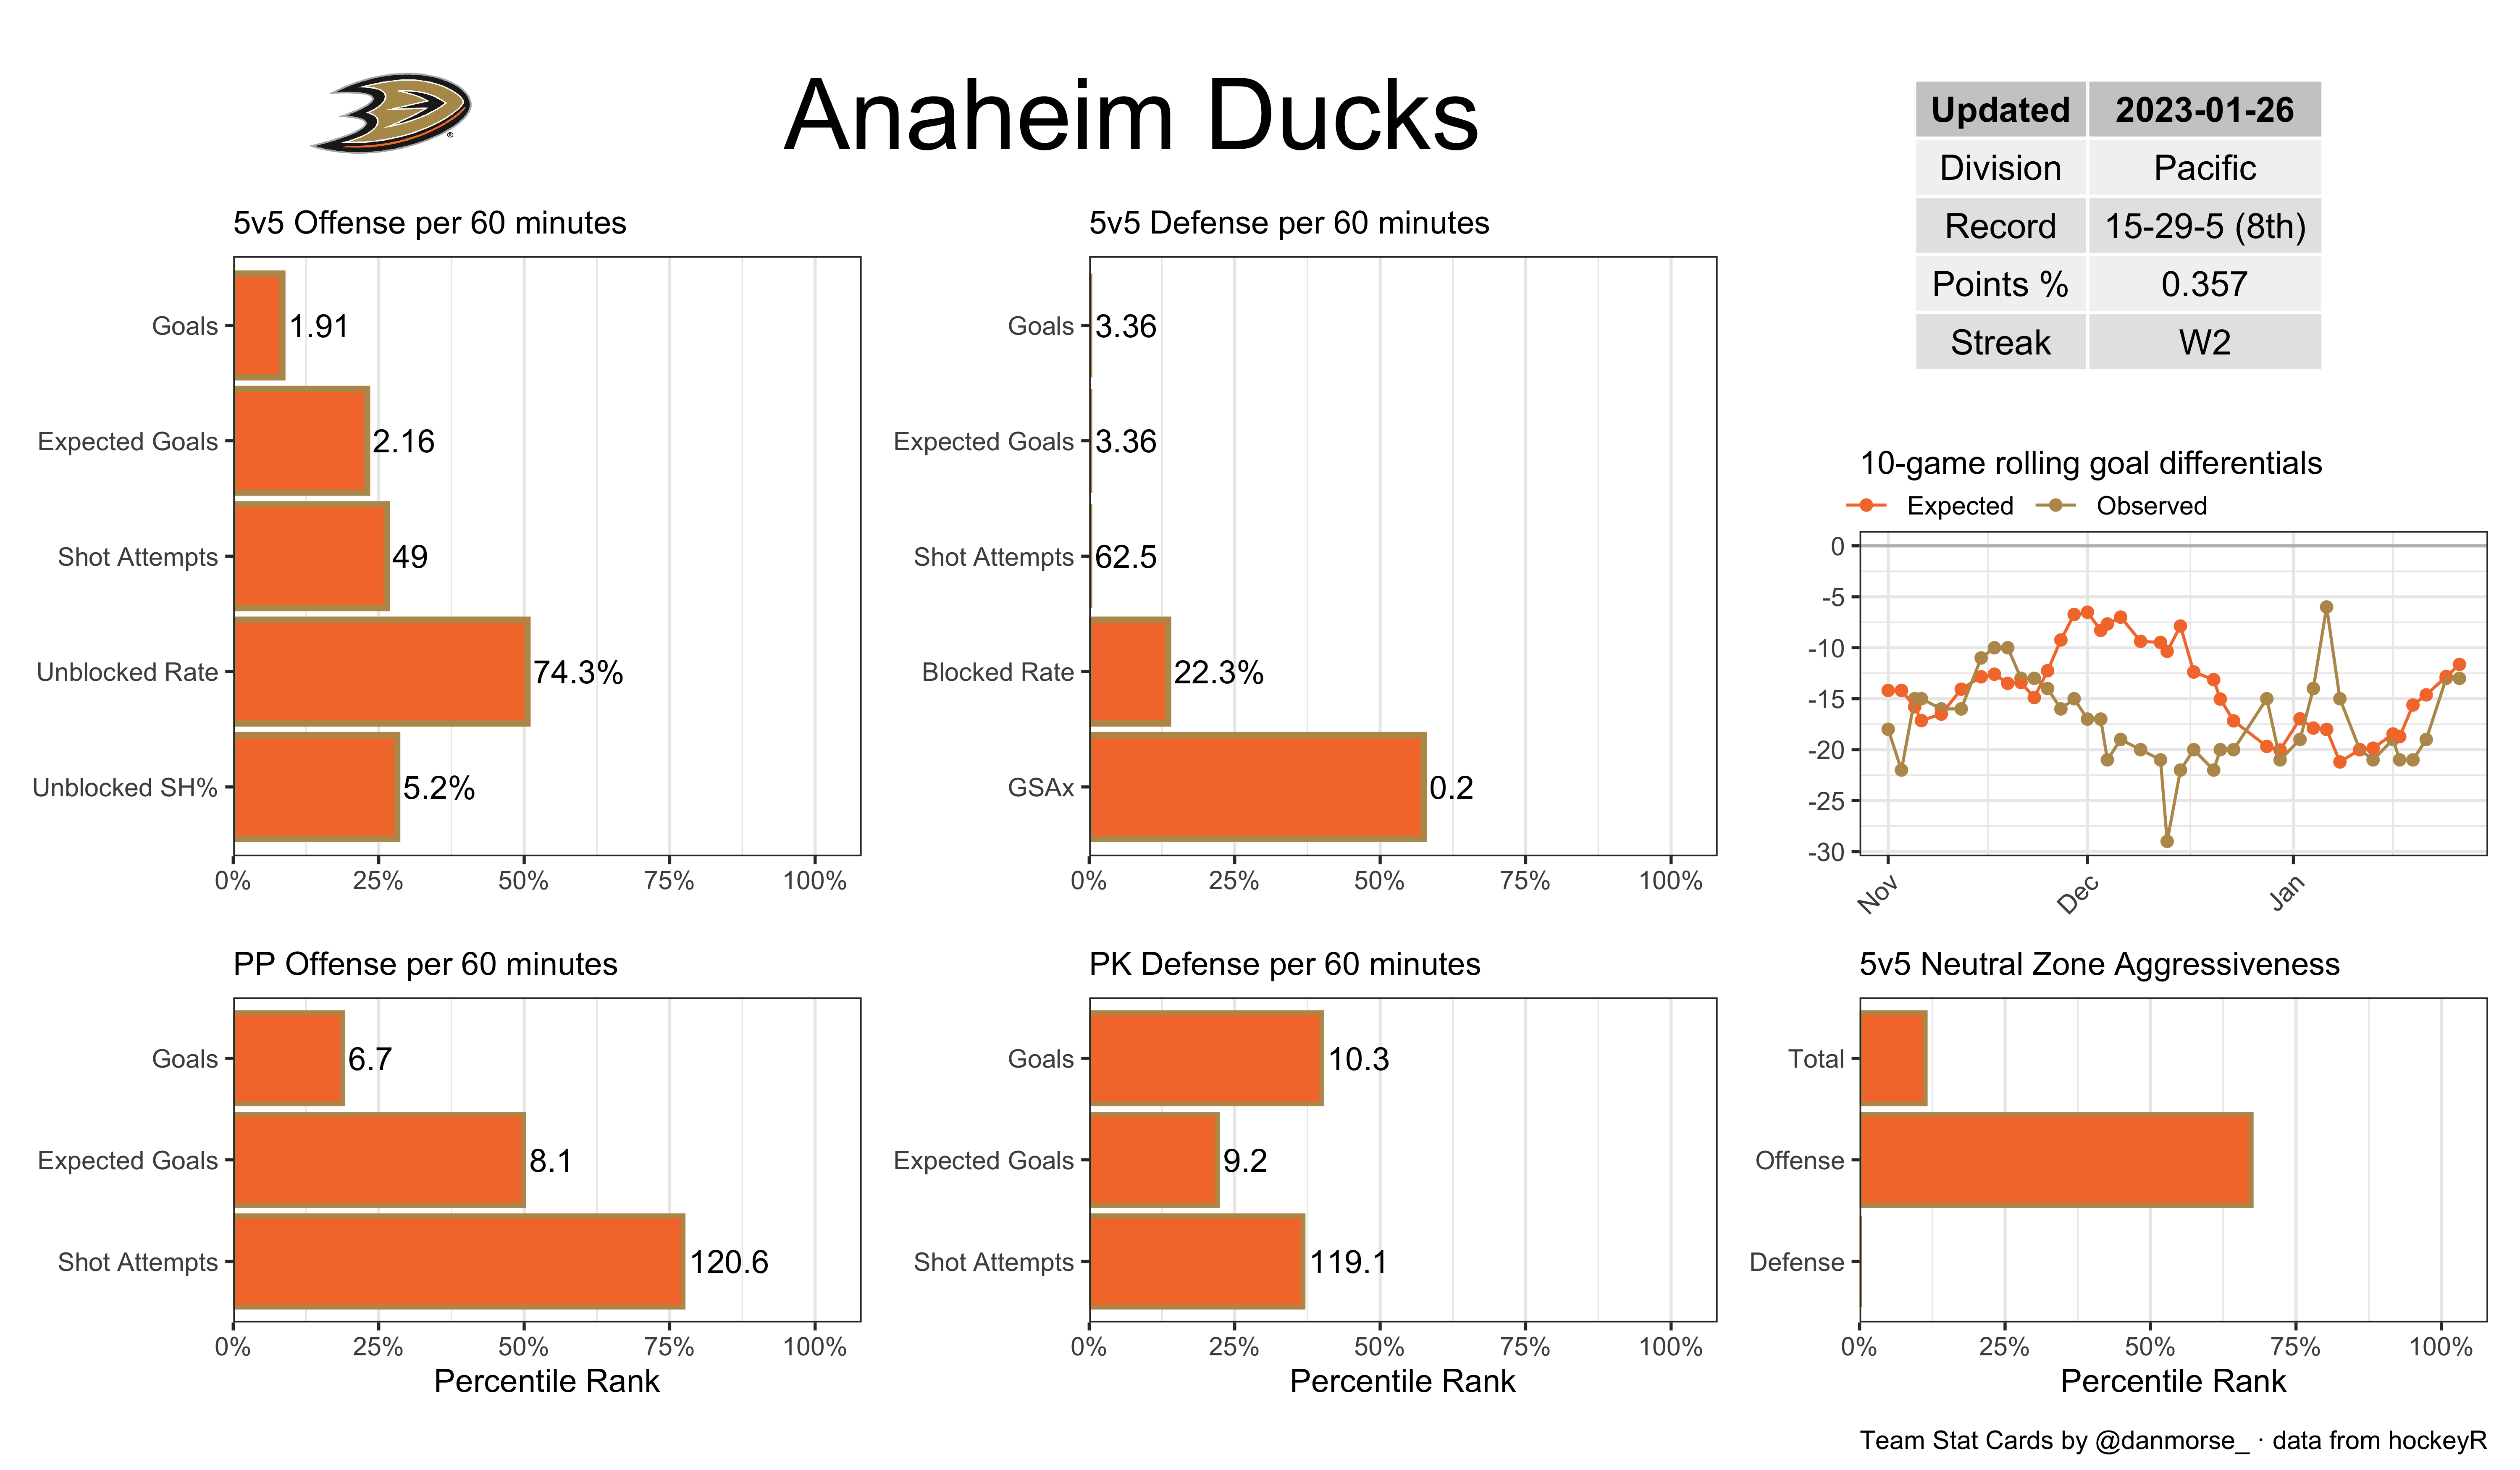 Anaheim Ducks
Updated 2023-01-26
Division Pacific
Record 15-29-5 (8th)
Points % 0.357
Streak W2
5v5 Offense per 60 minutes
Goals 1.91
Expected Goals 2.16
Shot Attempts 49
Unblocked Rate 74.3%
Unblocked SH% 5.2%
0% 25% 50% 75% 100%
5v5 Defense per 60 minutes
Goals 3.36
Expected Goals 3.36
Shot Attempts 62.5
Blocked Rate 22.3%
GSAx 0.2
0% 25% 50% 75% 100%
10-game rolling goal differentials
Expected Observed
0
-5
-10
-15
-20
-25
-30
Nov Dec Jan
PP Offense per 60 minutes
Goals 6.7
Expected Goals 8.1
Shot Attempts 120.6
0% 25% 50% 75% 100%
Percentile Rank
PK Defense per 60 minutes
Goals 10.3
Expected Goals 9.2
Shot Attempts 119.1
0% 25% 50% 75% 100%
Percentile Rank
5v5 Neutral Zone Aggressiveness
Total
Offense
Defense
0% 25% 50% 75% 100%
Percentile Rank
Team Stat Cards by @danmorse_ · data from hockeyR